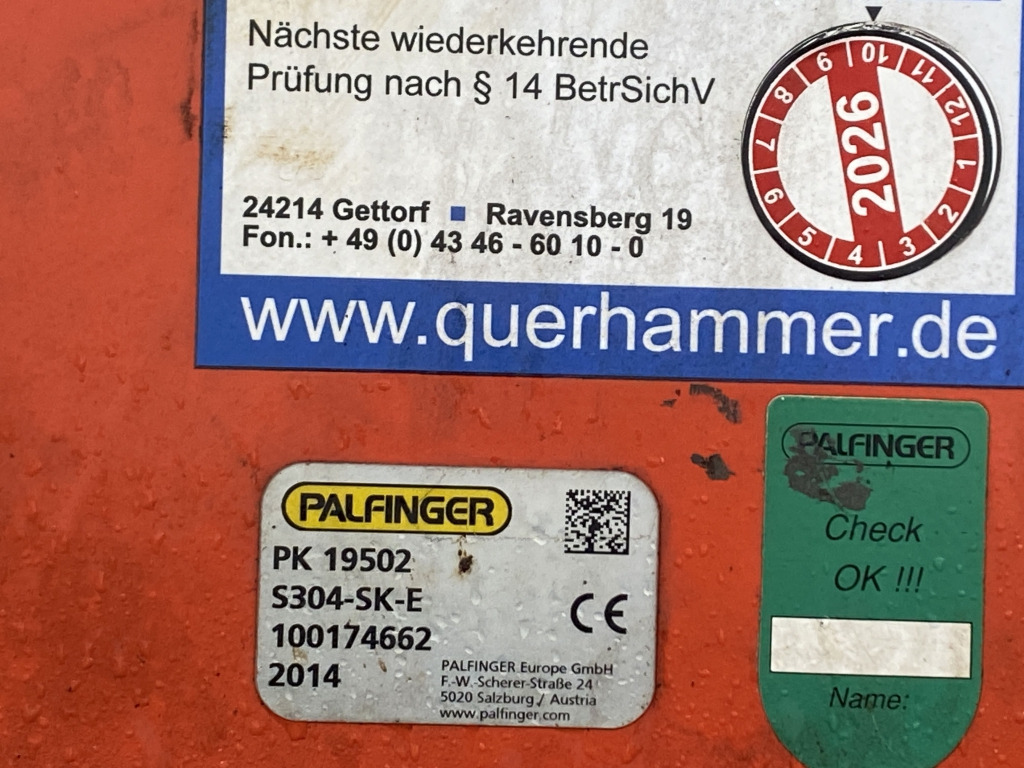 Nächste wiederkehrende
Prüfung nach § 14 BetrSichV
2026
1 2 3 4 5 6 7 8 9 10 11 12
24214 Gettorf ▪ Ravensberg 19
Fon.: + 49 (0) 43 46 - 60 10 - 0
www.querhammer.de
PALFINGER
PK 19502
S304-SK-E
100174662
2014
CE
PALFINGER Europe GmbH
F.-W.-Scherer-Straße 24
5020 Salzburg / Austria
www.palfinger.com
PALFINGER
Check
OK !!!
Name: